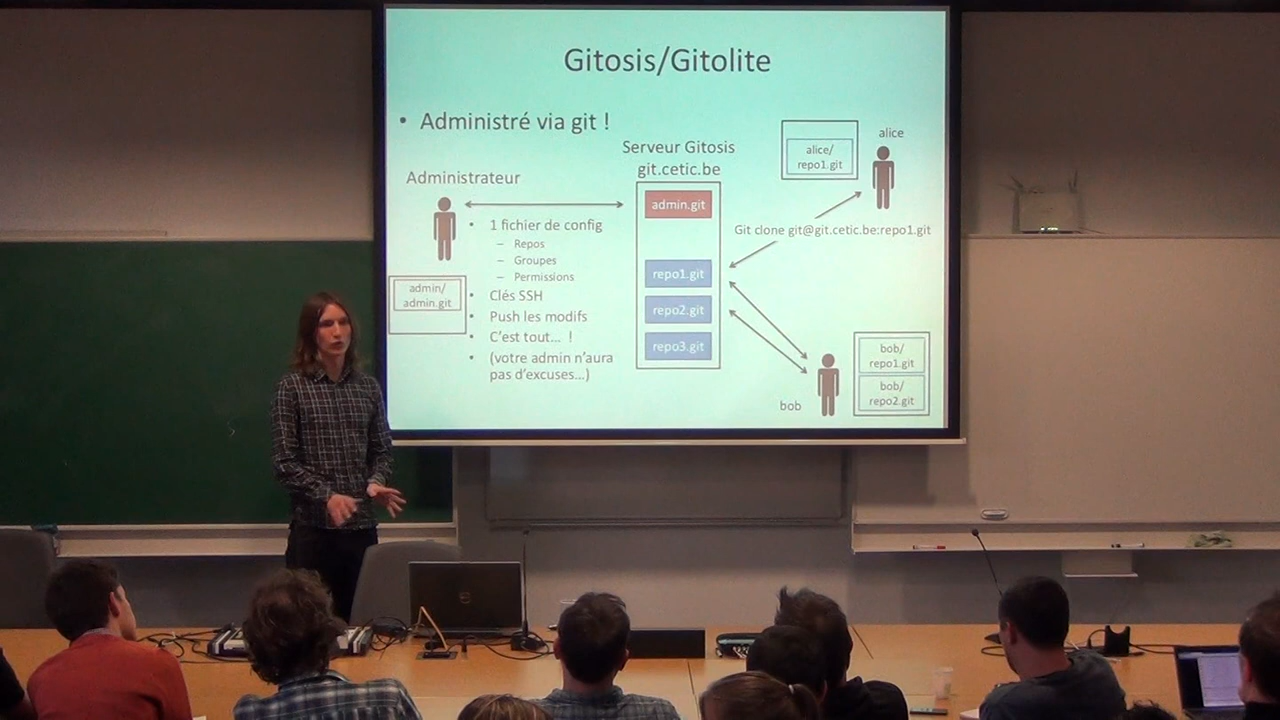 Gitosis/Gitolite
• Administré via git !
Administrateur
Serveur Gitosis
git.cetic.be
alice
alice/
repo1.git
admin.git
• 1 fichier de config
– Repos
– Groupes
– Permissions
• Clés SSH
• Push les modifs
• C'est tout... !
• (votre admin n'aura
pas d'excuses...)
admin/
admin.git
Git clone git@git.cetic.be:repo1.git
repo1.git
repo2.git
repo3.git
bob
bob/
repo1.git
bob/
repo2.git